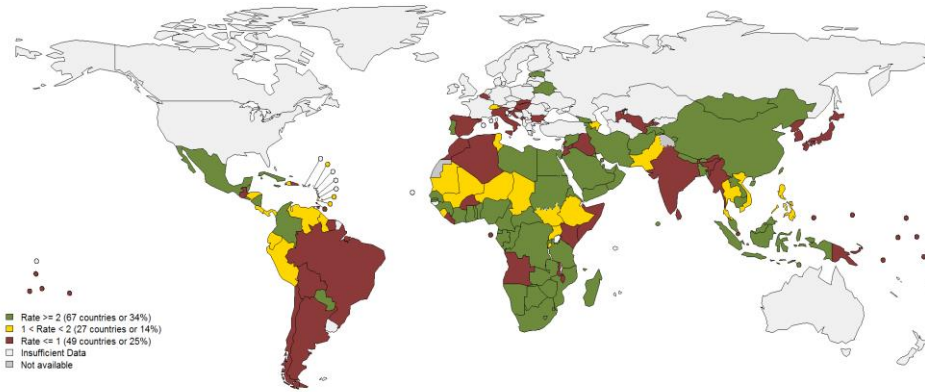 Rate >= 2 (67 countries or 34%)
1 < Rate < 2 (27 countries or 14%)
Rate <= 1 (49 countries or 25%)
Insufficient Data
Not available